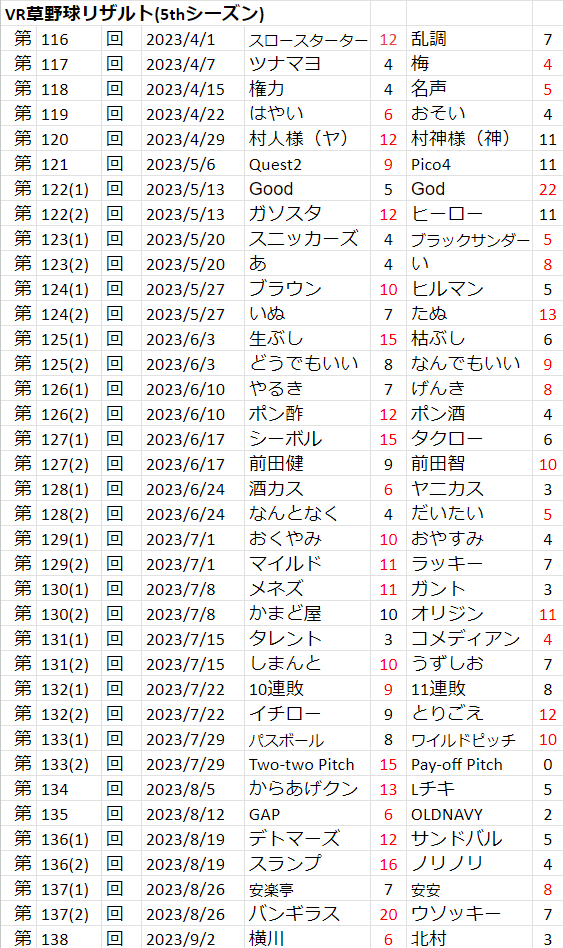 VR草野球リザルト(5thシーズン)
第 116 回 2023/4/1 スロースターター 12 乱調 7
第 117 回 2023/4/7 ツナマヨ 4 梅 4
第 118 回 2023/4/15 権力 4 名声 5
第 119 回 2023/4/22 はやい 6 おそい 4
第 120 回 2023/4/29 村人様（ヤ） 12 村神様（神） 11
第 121 回 2023/5/6 Quest2 9 Pico4 11
第 122(1) 回 2023/5/13 Good 5 God 22
第 122(2) 回 2023/5/13 ガソスタ 12 ヒーロー 11
第 123(1) 回 2023/5/20 スニッカーズ 4 ブラックサンダー 5
第 123(2) 回 2023/5/20 あ 4 い 8
第 124(1) 回 2023/5/27 ブラウン 10 ヒルマン 5
第 124(2) 回 2023/5/27 いぬ 7 たぬ 13
第 125(1) 回 2023/6/3 生ぶし 15 枯ぶし 6
第 125(2) 回 2023/6/3 どうでもいい 8 なんでもいい 9
第 126(1) 回 2023/6/10 やるき 7 げんき 8
第 126(2) 回 2023/6/10 ポン酢 12 ポン酒 4
第 127(1) 回 2023/6/17 シーボル 15 タクロー 6
第 127(2) 回 2023/6/17 前田健 9 前田智 10
第 128(1) 回 2023/6/24 酒カス 6 ヤニカス 3
第 128(2) 回 2023/6/24 なんとなく 4 だいたい 5
第 129(1) 回 2023/7/1 おくやみ 10 おやすみ 4
第 129(2) 回 2023/7/1 マイルド 11 ラッキー 7
第 130(1) 回 2023/7/8 メネズ 11 ガント 3
第 130(2) 回 2023/7/8 かまど屋 10 オリジン 11
第 131(1) 回 2023/7/15 タレント 3 コメディアン 4
第 131(2) 回 2023/7/15 しまんと 10 うずしお 7
第 132(1) 回 2023/7/22 10連敗 9 11連敗 8
第 132(2) 回 2023/7/22 イチロー 9 とりごえ 12
第 133(1) 回 2023/7/29 パスボール 8 ワイルドピッチ 10
第 133(2) 回 2023/7/29 Two-two Pitch 15 Pay-off Pitch 0
第 134 回 2023/8/5 からあげクン 13 Lチキ 5
第 135 回 2023/8/12 GAP 6 OLDNAVY 2
第 136(1) 回 2023/8/19 デトマーズ 12 サンドバル 5
第 136(2) 回 2023/8/19 スランプ 16 ノリノリ 4
第 137(1) 回 2023/8/26 安楽亭 7 安安 8
第 137(2) 回 2023/8/26 バンギラス 20 ウソッキー 7
第 138 回 2023/9/2 横川 6 北村 3